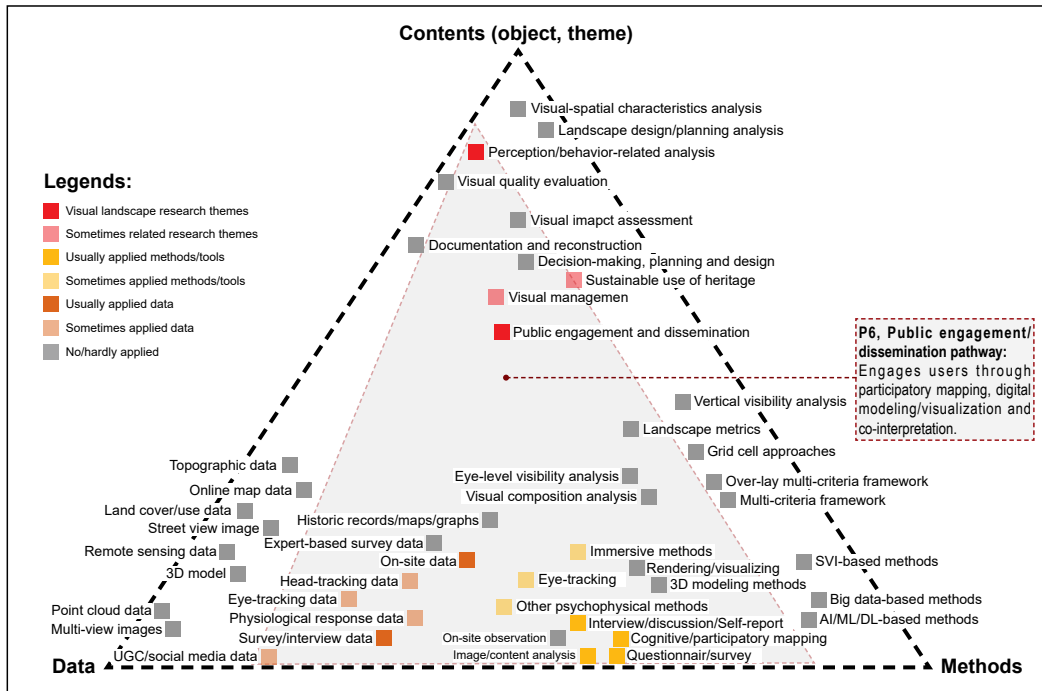 Contents (object, theme)
Visual-spatial characteristics analysis
Landscape design/planning analysis
Perception/behavior-related analysis
Legends:
Visual quality evaluation
Visual landscape research themes
Visual imapct assessment
Sometimes related research themes
Documentation and reconstruction
Usually applied methods/tools
Decision-making, planning and design
Sometimes applied methods/tools
Sustainable use of heritage
Usually applied data
Visual managemen
Sometimes applied data
Public engagement and dissemination
No/hardly applied
P6, Public engagement/
dissemination pathway:
Engages users through
participatory mapping, digital
modeling/visualization and
co-interpretation.
Vertical visibility analysis
Landscape metrics
Grid cell approaches
Topographic data
Eye-level visibility analysis
Over-lay multi-criteria framework
Online map data
Visual composition analysis
Multi-criteria framework
Land cover/use data
Historic records/maps/graphs
Street view image
Expert-based survey data
Remote sensing data
On-site data
Immersive methods
SVI-based methods
3D model
Rendering/visualizing
Head-tracking data
Eye-tracking
3D modeling methods
Eye-tracking data
Big data-based methods
Point cloud data
Other psychophysical methods
Physiological response data
Interview/discussion/Self-report
AI/ML/DL-based methods
Multi-view images
Survey/interview data
On-site observation
Cognitive/participatory mapping
UGC/social media data
Image/content analysis
Questionnair/survey
Data
Methods